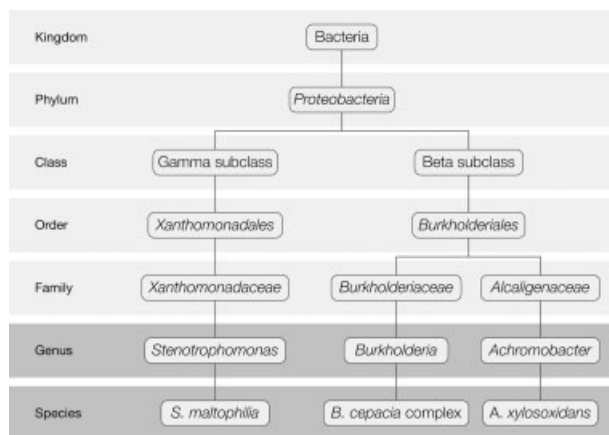 Kingdom Bacteria
Phylum Proteobacteria
Class Gamma subclass Beta subclass
Order Xanthomonadales Burkholderiales
Family Xanthomonadaceae Burkholderiaceae Alcaligenaceae
Genus Stenotrophomonas Burkholderia Achromobacter
Species S. maltophilia B. cepacia complex A. xylosoxidans